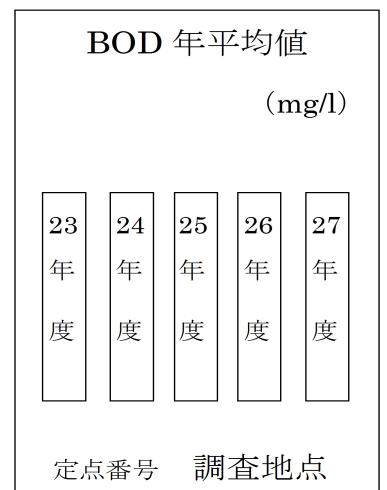 BOD 年平均値
（mg/l）
23年度
24年度
25年度
26年度
27年度
定点番号 調査地点